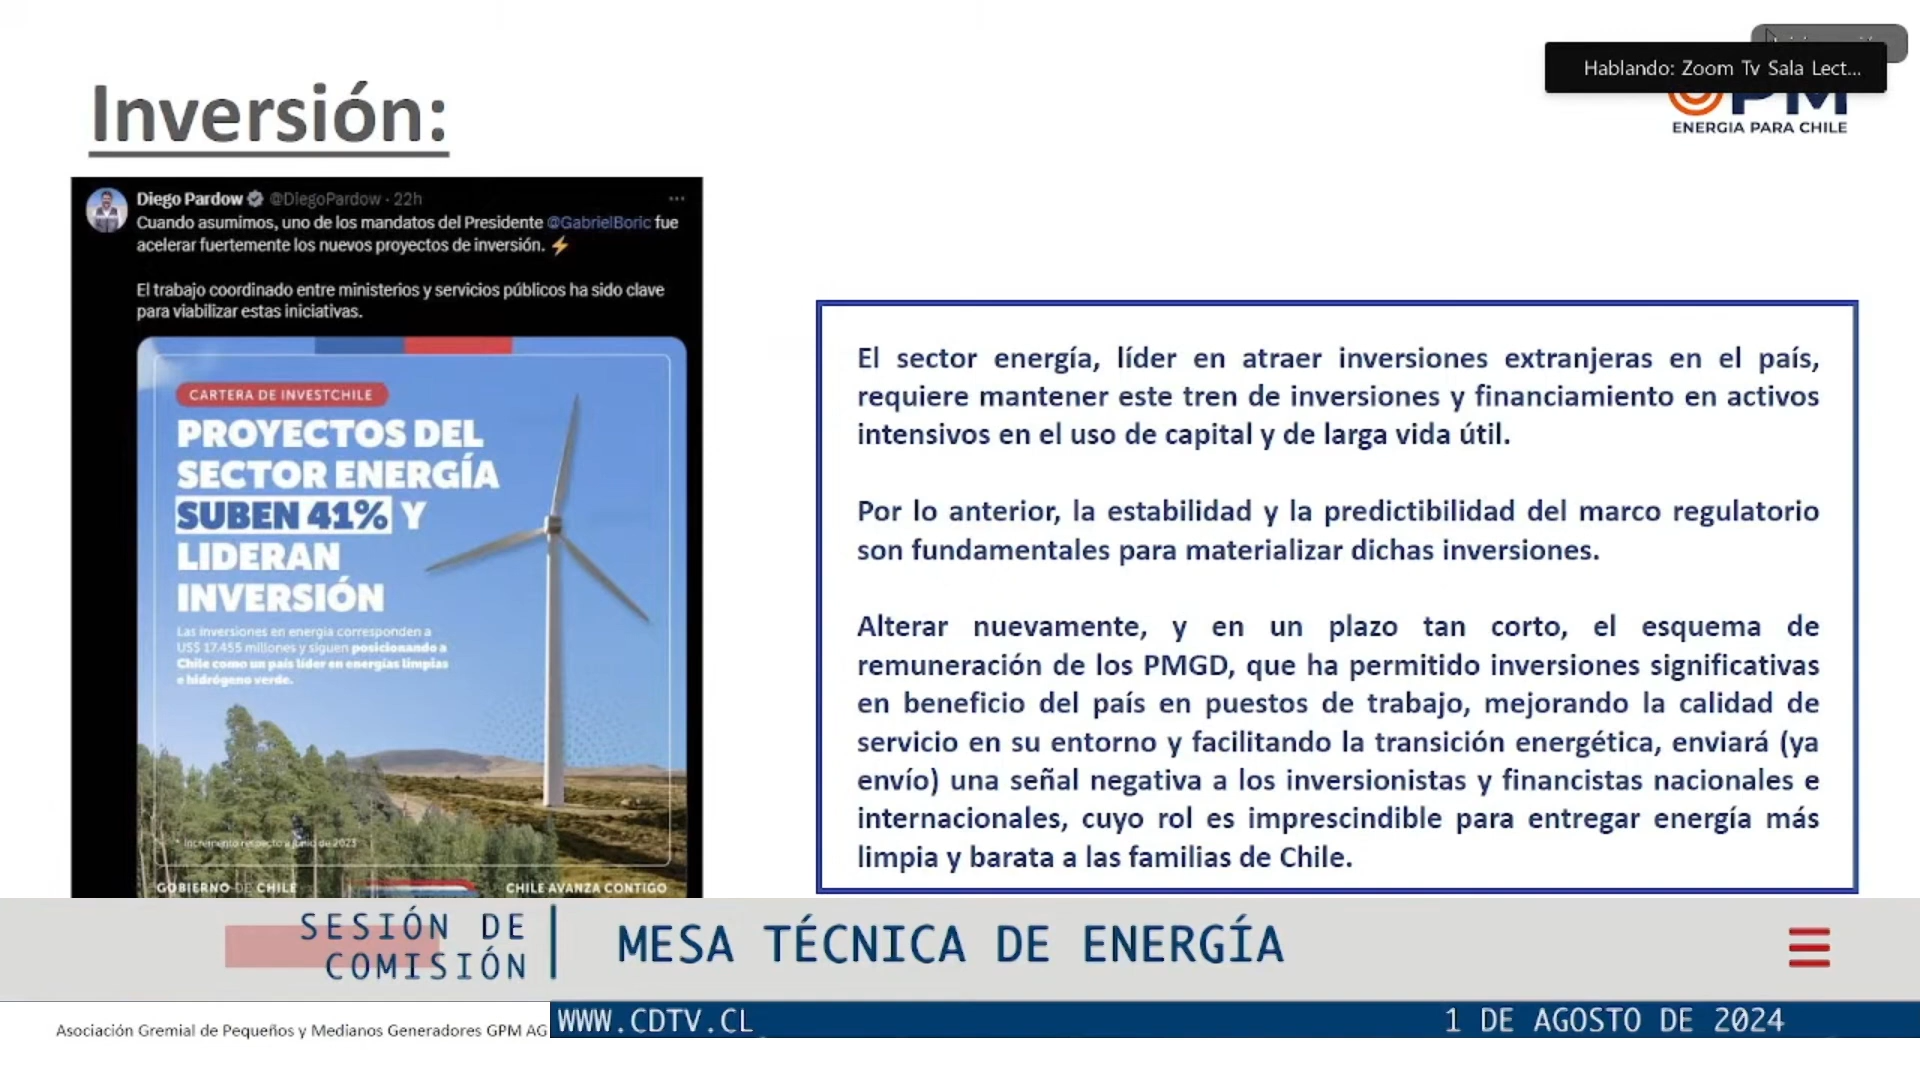 Inversión:
Hablando: Zoom Tv Sala Lect...
ENERGIA PARA CHILE
Diego Pardow @DiegoPardow · 22h
Cuando asumimos, uno de los mandatos del Presidente @GabrielBoric fue
acelerar fuertemente los nuevos proyectos de inversión. ⚡
El trabajo coordinado entre ministerios y servicios públicos ha sido clave
para viabilizar estas iniciativas.
CARTERA DE INVESTCHILE
PROYECTOS DEL
SECTOR ENERGÍA
SUBEN 41% Y
LIDERAN
INVERSIÓN
Las inversiones en energía corresponden a
US$ 17.455 millones y siguen posicionando a
Chile como un país líder en energías limpias
e hidrógeno verde.
* Incremento respecto a junio de 2023
GOBIERNO DE CHILE
CHILE AVANZA CONTIGO
El sector energía, líder en atraer inversiones extranjeras en el país,
requiere mantener este tren de inversiones y financiamiento en activos
intensivos en el uso de capital y de larga vida útil.
Por lo anterior, la estabilidad y la predictibilidad del marco regulatorio
son fundamentales para materializar dichas inversiones.
Alterar nuevamente, y en un plazo tan corto, el esquema de
remuneración de los PMGD, que ha permitido inversiones significativas
en beneficio del país en puestos de trabajo, mejorando la calidad de
servicio en su entorno y facilitando la transición energética, enviará (ya
envío) una señal negativa a los inversionistas y financistas nacionales e
internacionales, cuyo rol es imprescindible para entregar energía más
limpia y barata a las familias de Chile.
SESIÓN DE
COMISIÓN
MESA TÉCNICA DE ENERGÍA
Asociación Gremial de Pequeños y Medianos Generadores GPM AG
WWW.CDTV.CL
1 DE AGOSTO DE 2024